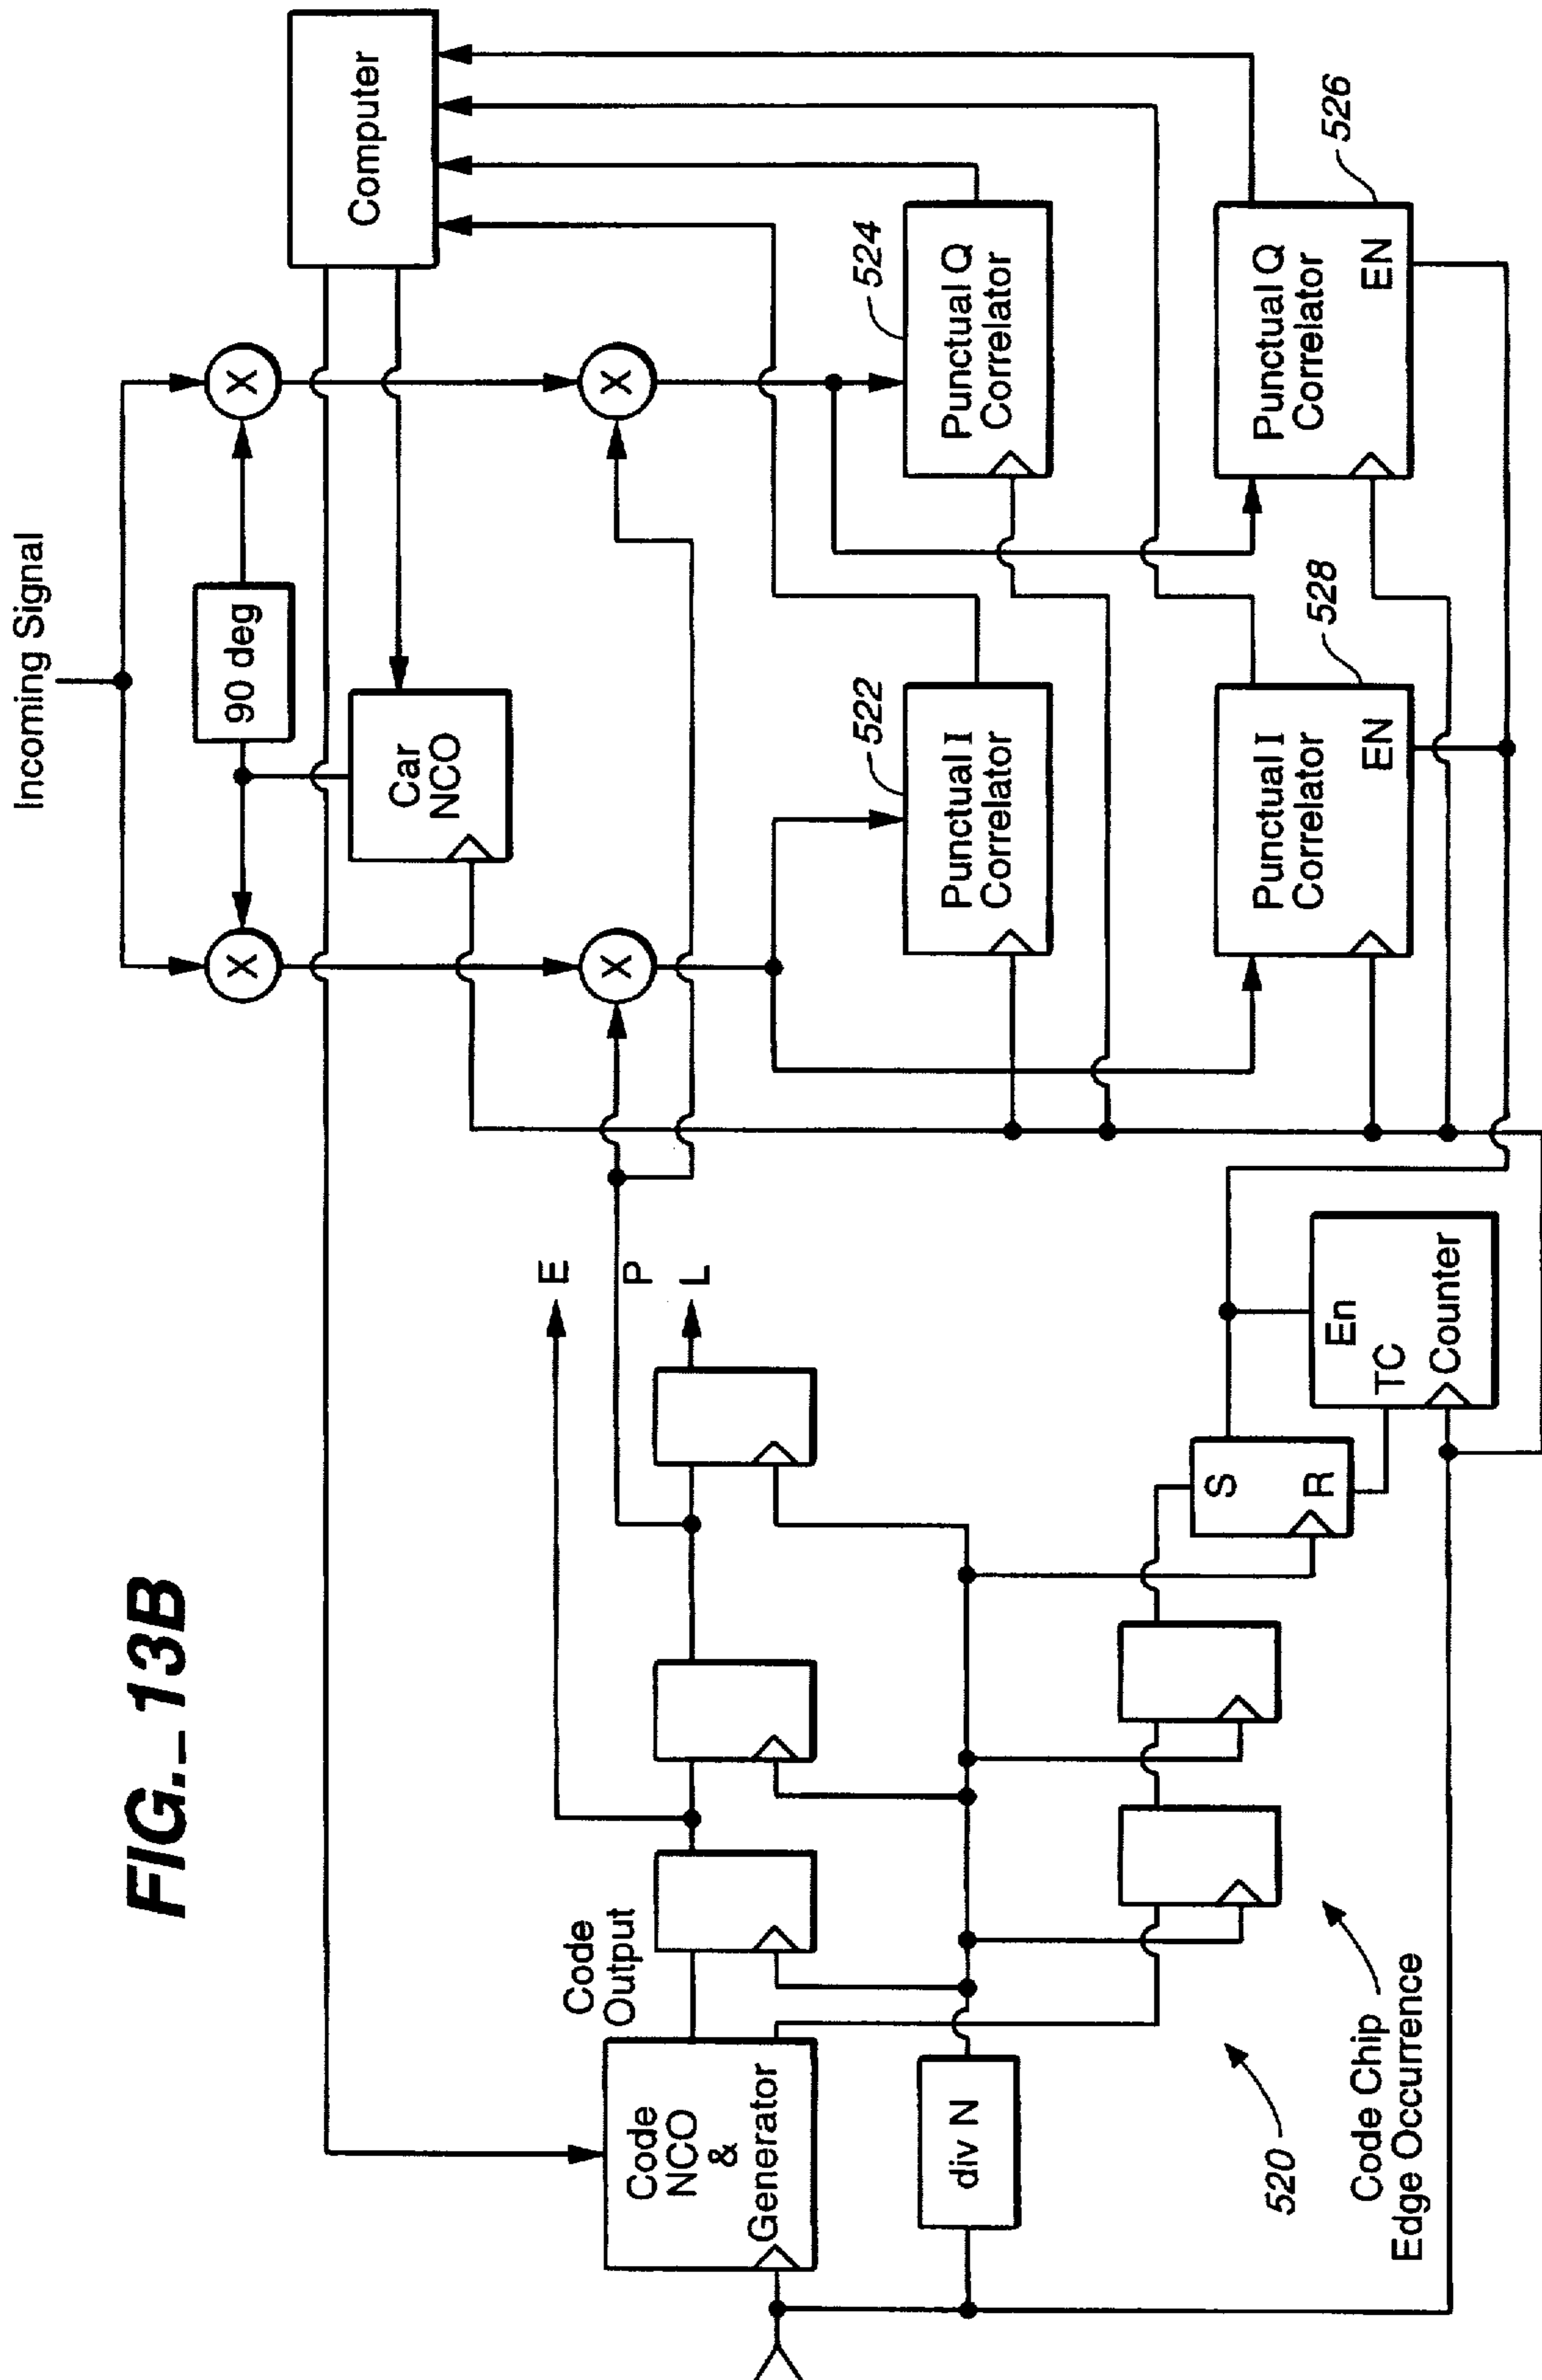 FIG._13B
Incoming Signal
Computer
90 deg
X
X
Car
NCO
X
X
E
P
L
Code
Output
Code
NCO
&
Generator
div N
522
Punctual I
Correlator
524
Punctual Q
Correlator
528
Punctual I
Correlator
EN
526
Punctual Q
Correlator
EN
S
R
En
TC
Counter
520
Code Chip
Edge Occurrence